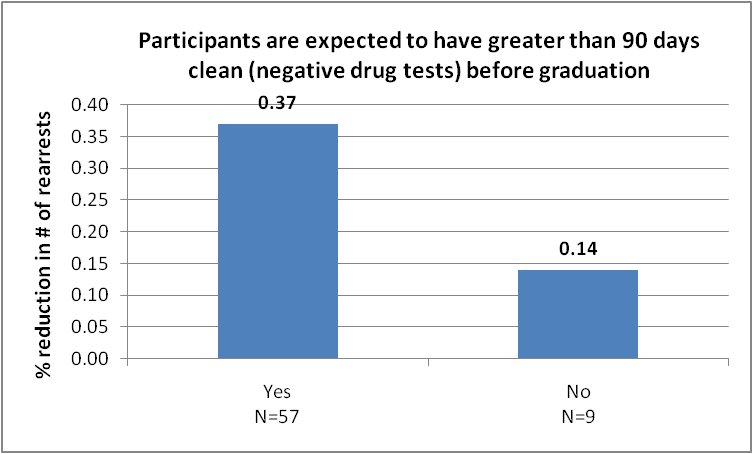 Participants are expected to have greater than 90 days
clean (negative drug tests) before graduation
% reduction in # of rearrests
0.40
0.35
0.30
0.25
0.20
0.15
0.10
0.05
0.00
0.37
0.14
Yes
N=57
No
N=9